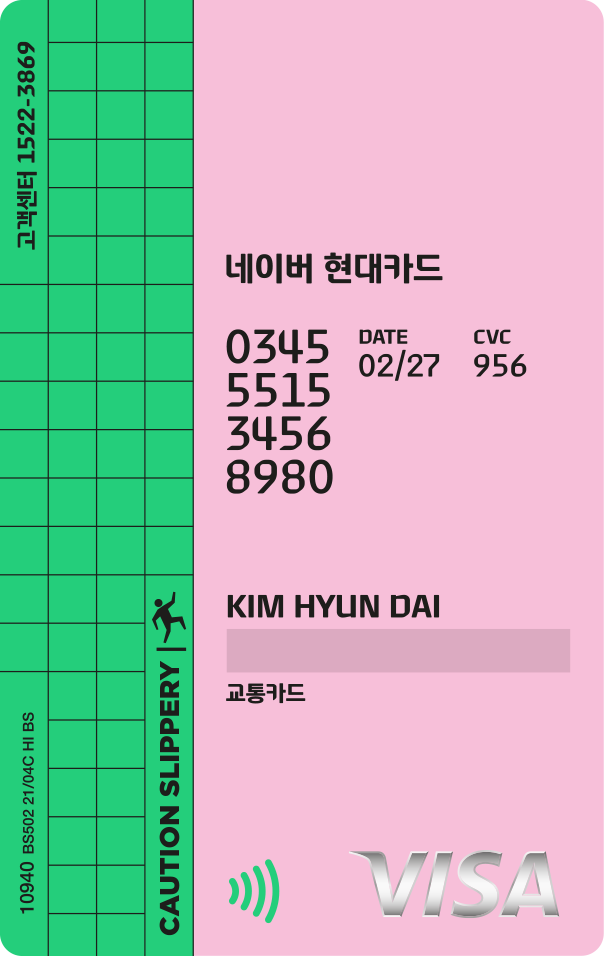 고객센터 1522-3869
네이버 현대카드
0345
5515
3456
8980
DATE
02/27
CVC
956
KIM HYUN DAI
교통카드
CAUTION SLIPPERY
10940 BS502 21/04C HI BS
VISA